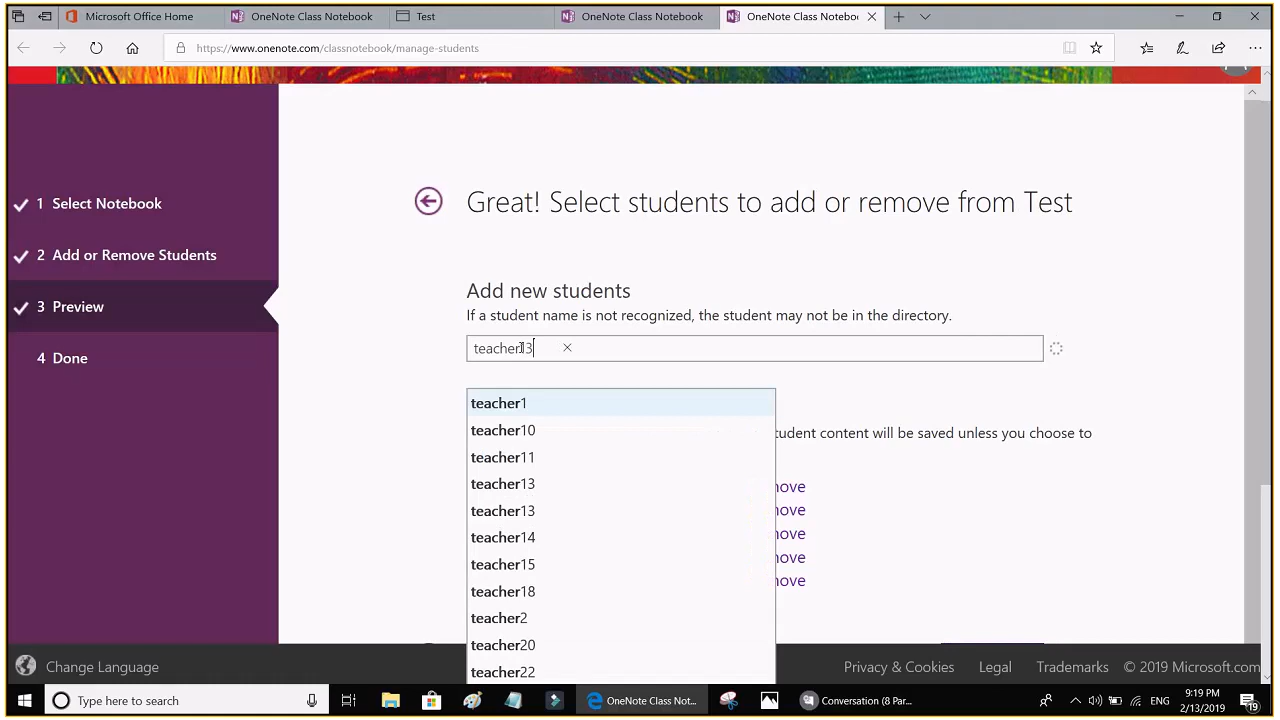 Microsoft Office Home
OneNote Class Notebook
Test
OneNote Class Notebook
OneNote Class Notebo
https://www.onenote.com/classnotebook/manage-students
1 Select Notebook
2 Add or Remove Students
3 Preview
4 Done
Great! Select students to add or remove from Test
Add new students
If a student name is not recognized, the student may not be in the directory.
teacher13
teacher1
teacher10
teacher11
tudent content will be saved unless you choose to
teacher13
move
teacher13
move
teacher14
move
teacher15
move
teacher18
move
teacher2
teacher20
teacher22
Change Language
Privacy & Cookies
Legal
Trademarks
© 2019 Microsoft.com
Type here to search
OneNote Class Not...
Conversation (8 Par...
ENG
9:19 PM
2/13/2019
19